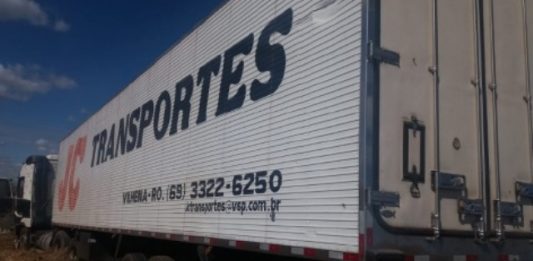 JC TRANSPORTES
VILHENA-RO. (69) 3322-6250
jctransportes@vsp.com.br